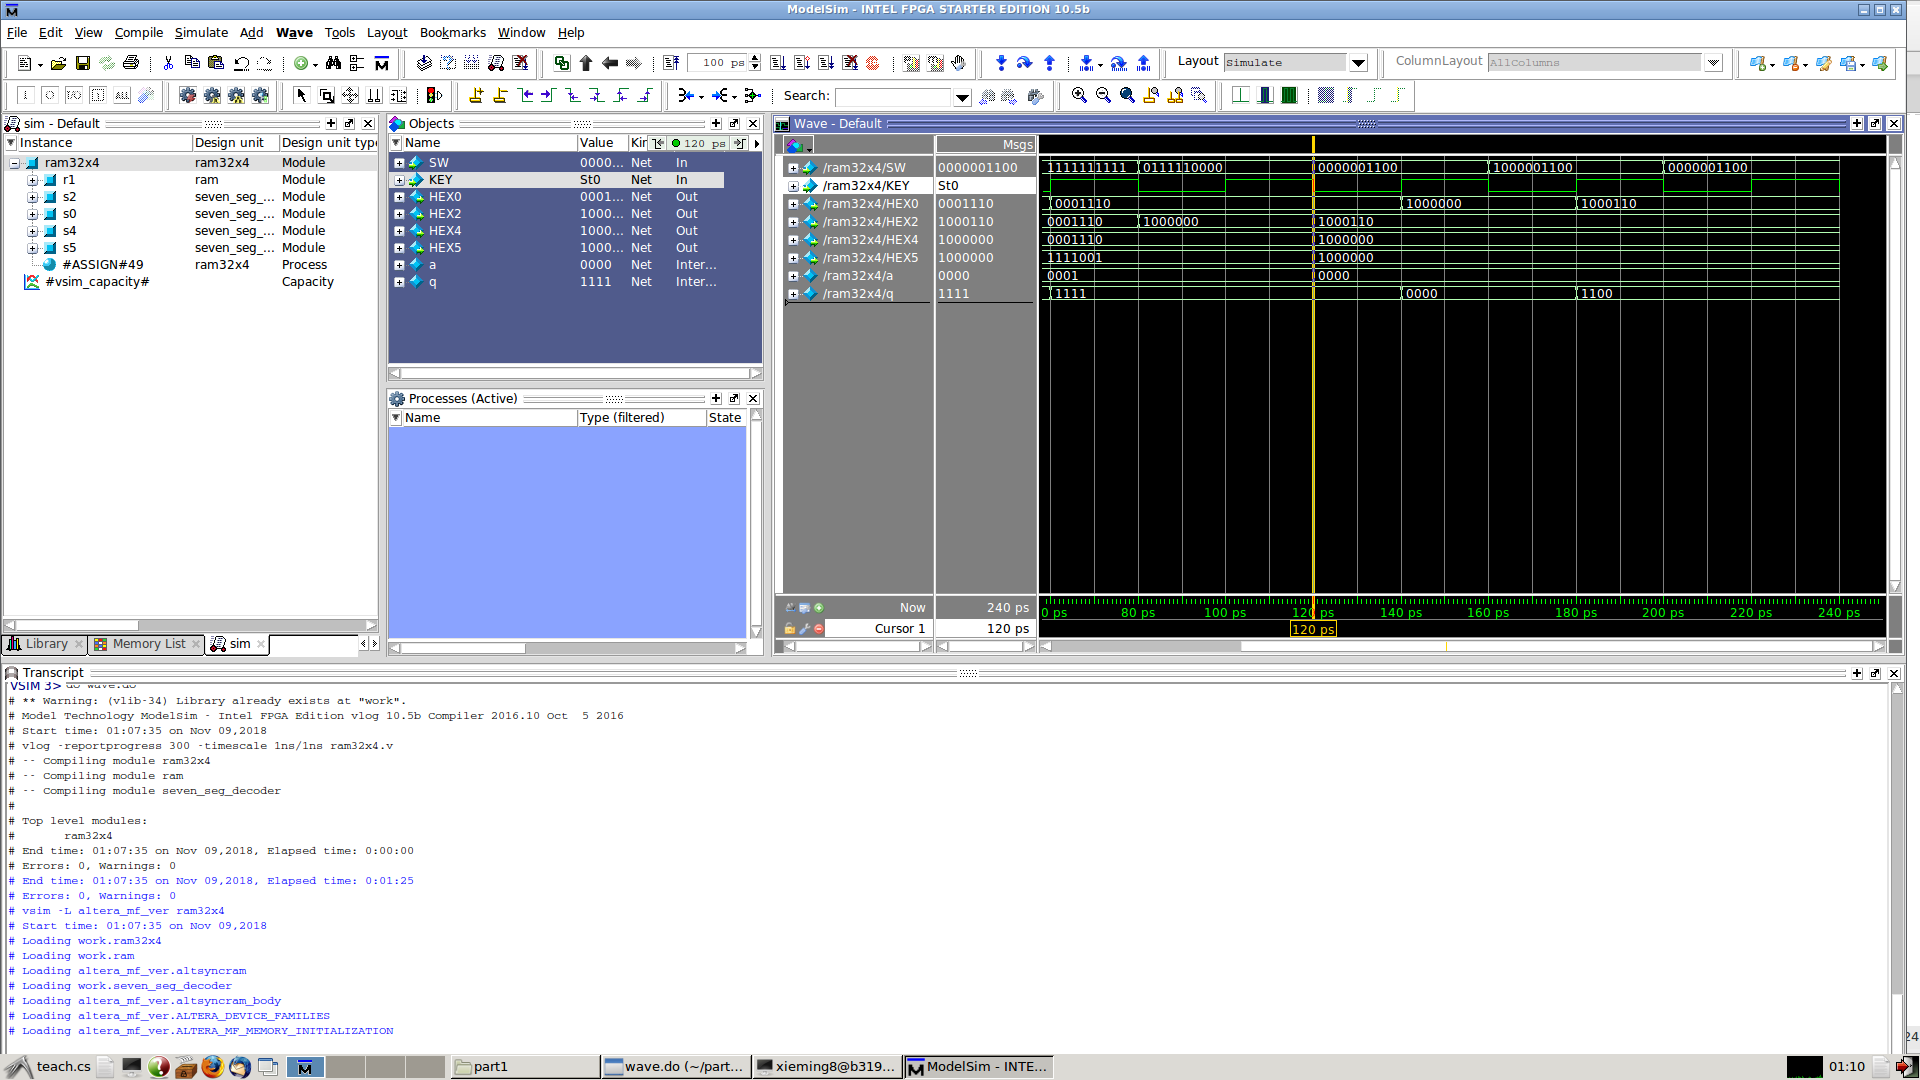 ModelSim - INTEL FPGA STARTER EDITION 10.5b
File Edit View Compile Simulate Add Wave Tools Layout Bookmarks Window Help
100 ps
Layout Simulate
ColumnLayout AllColumns
Search:
sim - Default
Instance Design unit Design unit type
ram32x4 ram32x4 Module
r1 ram Module
s2 seven_seg_... Module
s0 seven_seg_... Module
s4 seven_seg_... Module
s5 seven_seg_... Module
#ASSIGN#49 ram32x4 Process
#vsim_capacity# Capacity
Library Memory List sim
Objects
Name Value Kir 120 ps
SW 0000... Net In
KEY St0 Net In
HEX0 0001... Net Out
HEX2 1000... Net Out
HEX4 1000... Net Out
HEX5 1000... Net Out
a 0000 Net Inter...
q 1111 Net Inter...
Processes (Active)
Name Type (filtered) State
Wave - Default
Msgs
/ram32x4/SW 0000001100 1111111111 0111110000 0000001100 1000001100 0000001100
/ram32x4/KEY St0
/ram32x4/HEX0 0001110 0001110 1000000 1000110
/ram32x4/HEX2 1000110 0001110 1000000 1000110
/ram32x4/HEX4 1000000 0001110 1000000
/ram32x4/HEX5 1000000 1111001 1000000
/ram32x4/a 0000 0001 0000
/ram32x4/q 1111 1111 0000 1100
Now 240 ps 0 ps 80 ps 100 ps 120 ps 140 ps 160 ps 180 ps 200 ps 220 ps 240 ps
Cursor 1 120 ps 120 ps
Transcript
VSIM 3> do wave.do
# ** Warning: (vlib-34) Library already exists at "work".
# Model Technology ModelSim - Intel FPGA Edition vlog 10.5b Compiler 2016.10 Oct  5 2016
# Start time: 01:07:35 on Nov 09,2018
# vlog -reportprogress 300 -timescale 1ns/1ns ram32x4.v
# -- Compiling module ram32x4
# -- Compiling module ram
# -- Compiling module seven_seg_decoder
#
# Top level modules:
# ram32x4
# End time: 01:07:35 on Nov 09,2018, Elapsed time: 0:00:00
# Errors: 0, Warnings: 0
# End time: 01:07:35 on Nov 09,2018, Elapsed time: 0:01:25
# Errors: 0, Warnings: 0
# vsim -L altera_mf_ver ram32x4
# Start time: 01:07:35 on Nov 09,2018
# Loading work.ram32x4
# Loading work.ram
# Loading altera_mf_ver.altsyncram
# Loading work.seven_seg_decoder
# Loading altera_mf_ver.altsyncram_body
# Loading altera_mf_ver.ALTERA_DEVICE_FAMILIES
# Loading altera_mf_ver.ALTERA_MF_MEMORY_INITIALIZATION
24
teach.cs part1 wave.do (~/part... xieming8@b319... ModelSim - INTE... 01:10